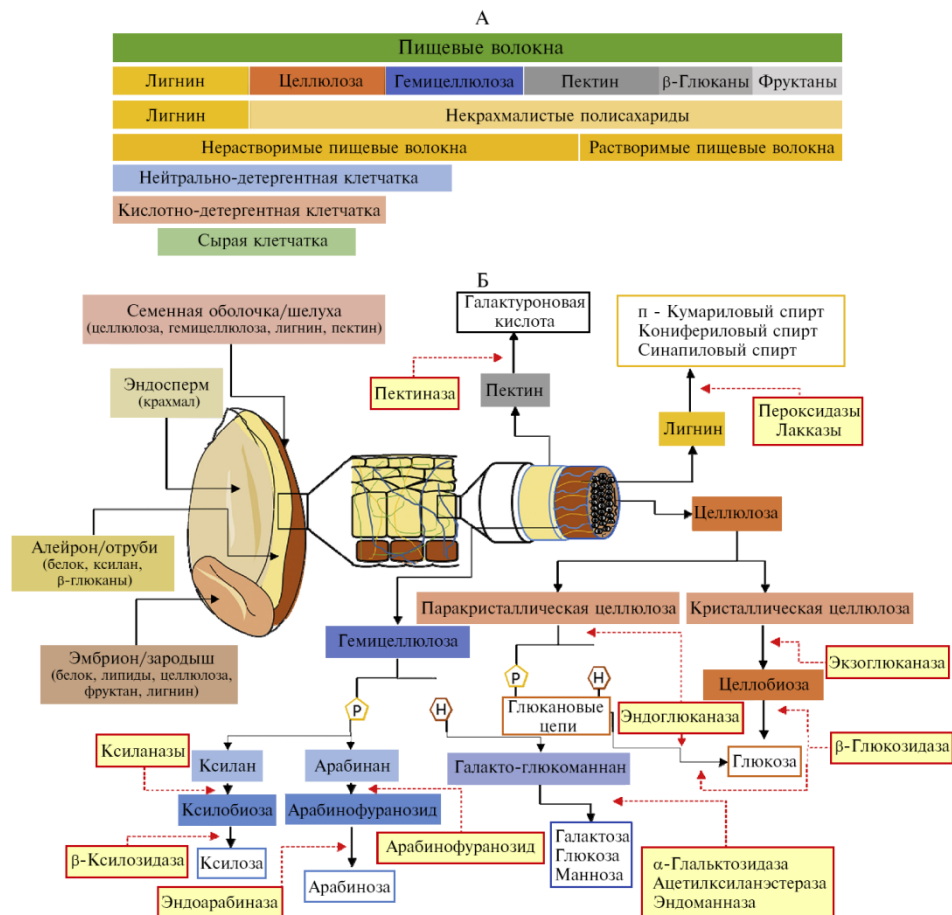 А
Пищевые волокна
Лигнин Целлюлоза Гемицеллюлоза Пектин β-Глюканы Фруктаны
Лигнин Некрахмалистые полисахариды
Нерастворимые пищевые волокна Растворимые пищевые волокна
Нейтрально-детергентная клетчатка
Кислотно-детергентная клетчатка
Сырая клетчатка
Б
Семенная оболочка/шелуха
(целлюлоза, гемицеллюлоза, лигнин, пектин)
Галактуроновая
кислота
п - Кумариловый спирт
Конифериловый спирт
Синапиловый спирт
Эндосперм
(крахмал)
Пектиназа
Пектин
Лигнин
Пероксидазы
Лакказы
Целлюлоза
Алейрон/отруби
(белок, ксилан,
β-глюканы)
Паракристаллическая целлюлоза
Кристаллическая целлюлоза
Гемицеллюлоза
Эмбрион/зародыш
(белок, липиды, целлюлоза,
фруктан, лигнин)
Экзоглюканаза
P
H
Целлобиоза
P
H
Глюкановые
цепи
Эндоглюканаза
Ксиланазы
Ксилан
Арабинан
Галакто-глюкоманнан
Глюкоза
β-Глюкозидаза
Ксилобиоза
Арабинофуранозид
β-Ксилозидаза
Ксилоза
Арабинофуранозид
Галактоза
Глюкоза
Манноза
α-Глальктозидаза
Ацетилксиланэстераза
Эндоманназа
Эндоарабиназа
Арабиноза